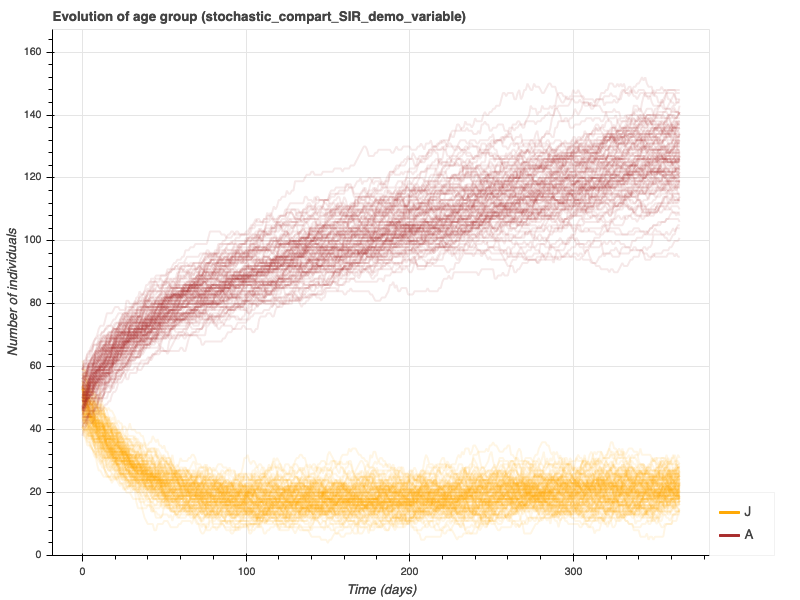 Evolution of age group (stochastic_compart_SIR_demo_variable)
160
140
120
100
80
60
40
20
0
Number of individuals
0 100 200 300
Time (days)
J
A